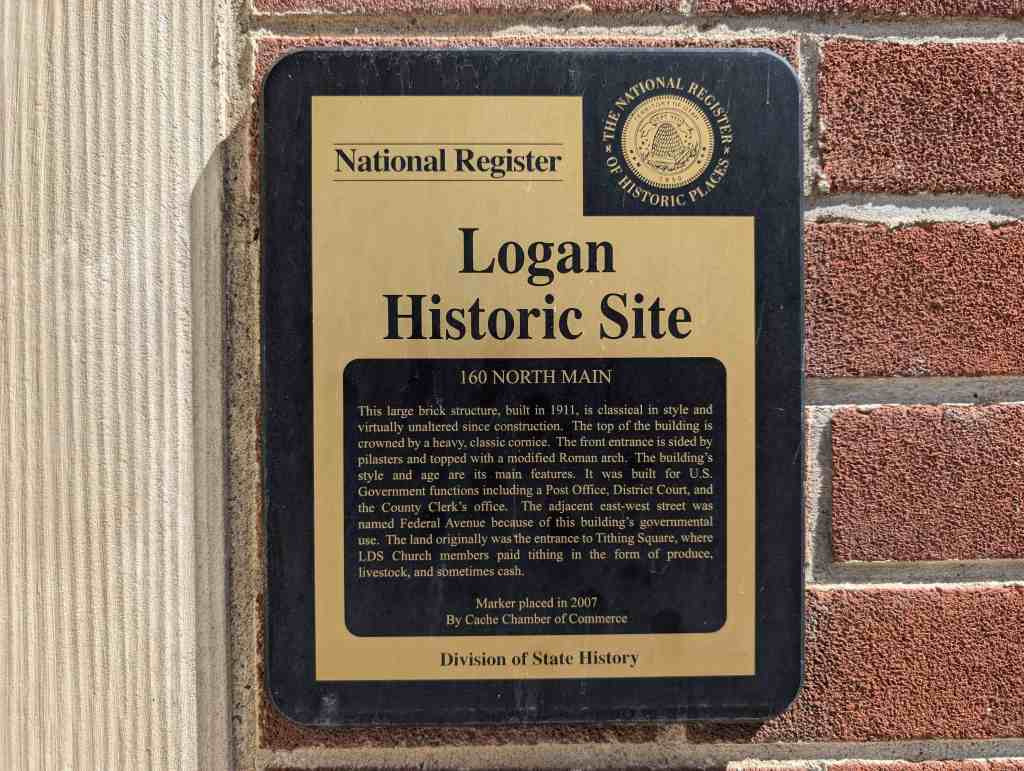 National Register
THE NATIONAL REGISTER
OF HISTORIC PLACES
Logan
Historic Site
160 NORTH MAIN
This large brick structure, built in 1911, is classical in style and
virtually unaltered since construction. The top of the building is
crowned by a heavy, classic cornice. The front entrance is sided by
pilasters and topped with a modified Roman arch. The building's
style and age are its main features. It was built for U.S.
Government functions including a Post Office, District Court, and
the County Clerk's office. The adjacent east-west street was
named Federal Avenue because of this building's governmental
use. The land originally was the entrance to Tithing Square, where
LDS Church members paid tithing in the form of produce,
livestock, and sometimes cash.
Marker placed in 2007
By Cache Chamber of Commerce
Division of State History